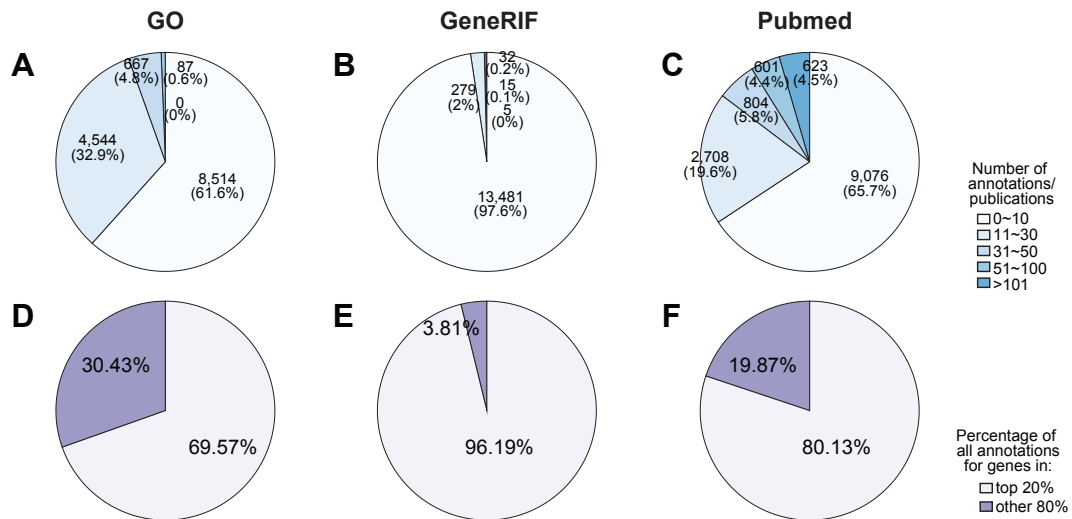 GO
GeneRIF
Pubmed
A
667
(4.8%)
87
(0.6%)
0
(0%)
4,544
(32.9%)
8,514
(61.6%)
B
279
(2%)
32
(0.2%)
15
(0.1%)
5
(0%)
13,481
(97.6%)
C
601
(4.4%)
623
(4.5%)
804
(5.8%)
2,708
(19.6%)
9,076
(65.7%)
Number of
annotations/
publications
0~10
11~30
31~50
51~100
>101
D
30.43%
69.57%
E
3.81%
96.19%
F
19.87%
80.13%
Percentage of
all annotations
for genes in:
top 20%
other 80%